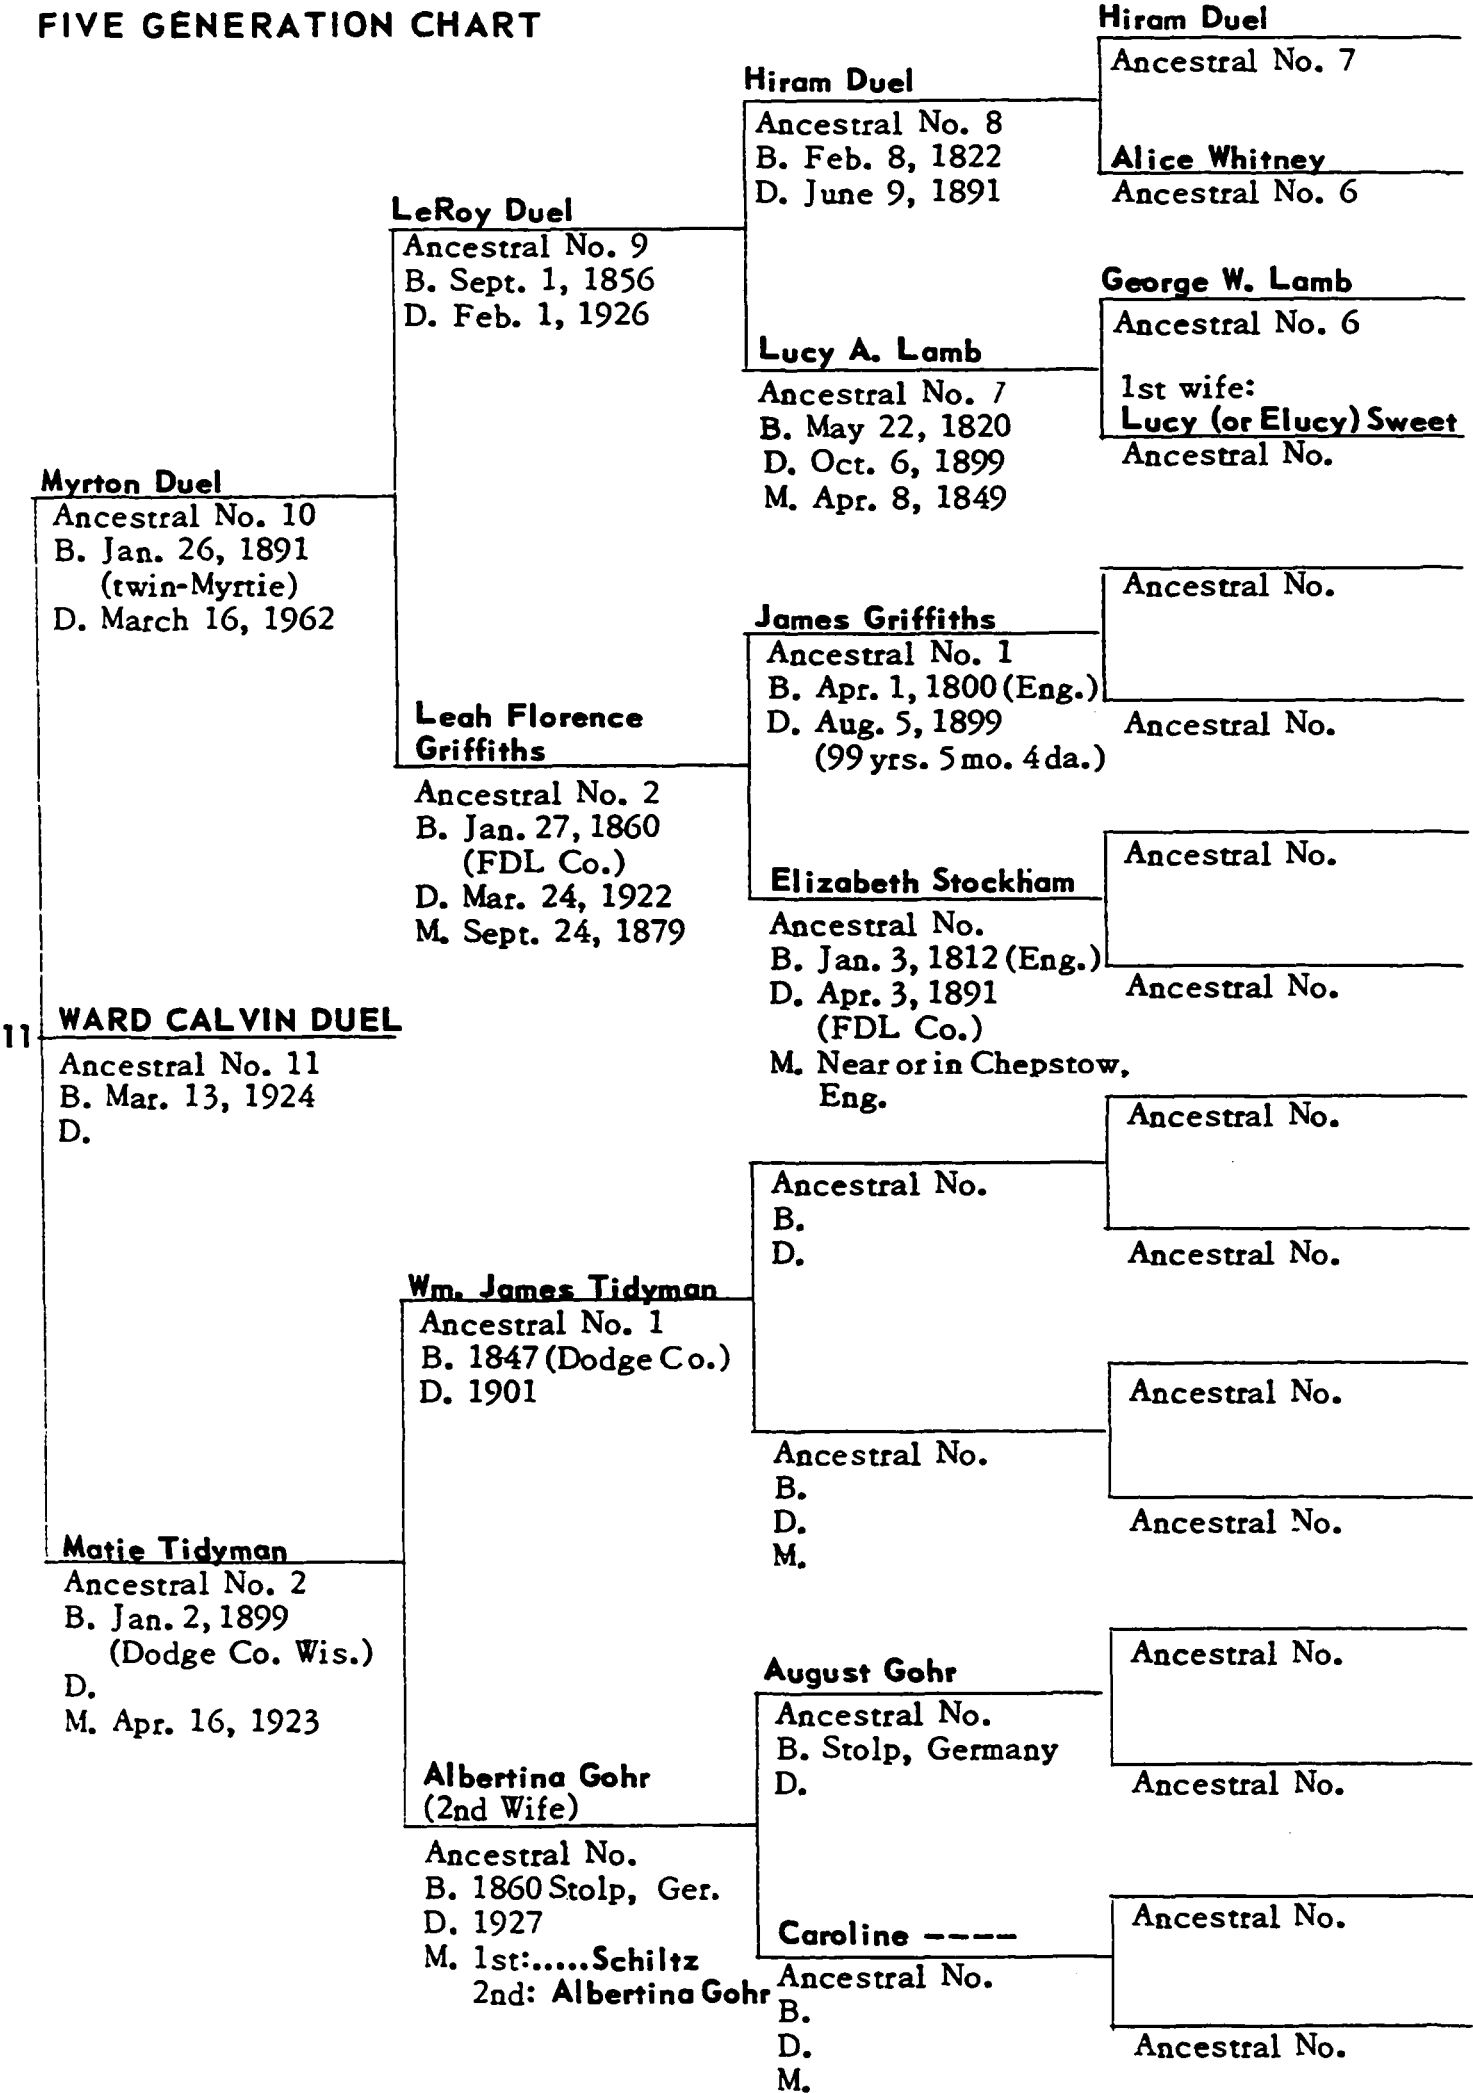 FIVE GENERATION CHART
Hiram Duel
Ancestral No. 7
Alice Whitney
Ancestral No. 6
Hiram Duel
Ancestral No. 8
B. Feb. 8, 1822
D. June 9, 1891
George W. Lamb
Ancestral No. 6
1st wife:
Lucy (or Elucy) Sweet
Ancestral No.
Lucy A. Lamb
Ancestral No. 7
B. May 22, 1820
D. Oct. 6, 1899
M. Apr. 8, 1849
LeRoy Duel
Ancestral No. 9
B. Sept. 1, 1856
D. Feb. 1, 1926
Myrton Duel
Ancestral No. 10
B. Jan. 26, 1891
(twin-Myrtie)
D. March 16, 1962
Ancestral No.
Ancestral No.
James Griffiths
Ancestral No. 1
B. Apr. 1, 1800 (Eng.)
D. Aug. 5, 1899
(99 yrs. 5 mo. 4 da.)
Leah Florence
Griffiths
Ancestral No. 2
B. Jan. 27, 1860
(FDL Co.)
D. Mar. 24, 1922
M. Sept. 24, 1879
Ancestral No.
Ancestral No.
Elizabeth Stockham
Ancestral No.
B. Jan. 3, 1812 (Eng.)
D. Apr. 3, 1891
(FDL Co.)
M. Near or in Chepstow,
Eng.
11
WARD CALVIN DUEL
Ancestral No. 11
B. Mar. 13, 1924
D.
Ancestral No.
Ancestral No.
Ancestral No.
B.
D.
Wm. James Tidyman
Ancestral No. 1
B. 1847 (Dodge Co.)
D. 1901
Ancestral No.
Ancestral No.
Ancestral No.
B.
D.
M.
Matie Tidyman
Ancestral No. 2
B. Jan. 2, 1899
(Dodge Co. Wis.)
D.
M. Apr. 16, 1923
Ancestral No.
Ancestral No.
August Gohr
Ancestral No.
B. Stolp, Germany
D.
Albertina Gohr
(2nd Wife)
Ancestral No.
B. 1860 Stolp, Ger.
D. 1927
M. 1st:.....Schiltz
2nd: Albertina Gohr
Ancestral No.
Ancestral No.
Caroline ----
Ancestral No.
B.
D.
M.